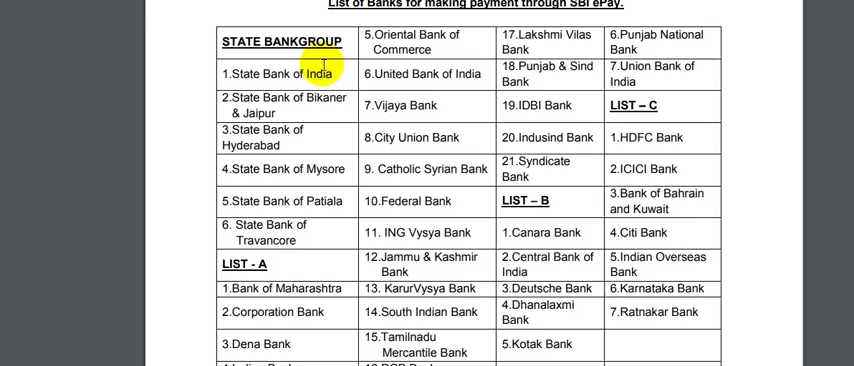 List of Banks for making payment through SBI ePay.
STATE BANKGROUP
1.State Bank of India
2.State Bank of Bikaner
& Jaipur
3.State Bank of
Hyderabad
4.State Bank of Mysore
5.State Bank of Patiala
6. State Bank of
Travancore
LIST - A
1.Bank of Maharashtra
2.Corporation Bank
3.Dena Bank
5.Oriental Bank of
Commerce
6.United Bank of India
7.Vijaya Bank
8.City Union Bank
9. Catholic Syrian Bank
10.Federal Bank
11. ING Vysya Bank
12.Jammu & Kashmir
Bank
13. KarurVysya Bank
14.South Indian Bank
15.Tamilnadu
Mercantile Bank
17.Lakshmi Vilas
Bank
18.Punjab & Sind
Bank
19.IDBI Bank
20.Indusind Bank
21.Syndicate
Bank
LIST – B
1.Canara Bank
2.Central Bank of
India
3.Deutsche Bank
4.Dhanalaxmi
Bank
5.Kotak Bank
6.Punjab National
Bank
7.Union Bank of
India
LIST – C
1.HDFC Bank
2.ICICI Bank
3.Bank of Bahrain
and Kuwait
4.Citi Bank
5.Indian Overseas
Bank
6.Karnataka Bank
7.Ratnakar Bank